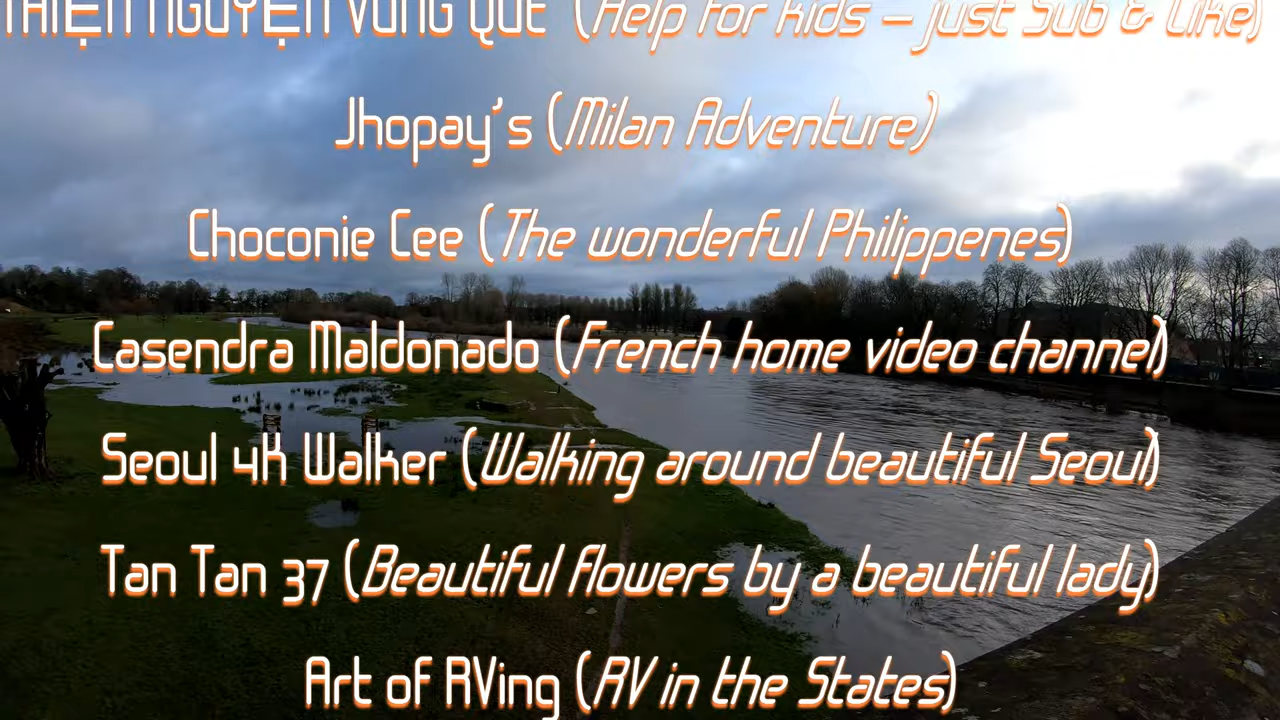 THIỆN NGUYỆN VÙNG QUÊ (Help for kids – just Sub & Like)
Jhopay's (Milan Adventure)
Choconie Cee (The wonderful Philippenes)
Casendra Maldonado (French home video channel)
Seoul 4K Walker (Walking around beautiful Seoul)
Tan Tan 37 (Beautiful flowers by a beautiful lady)
Art of RVing (RV in the States)